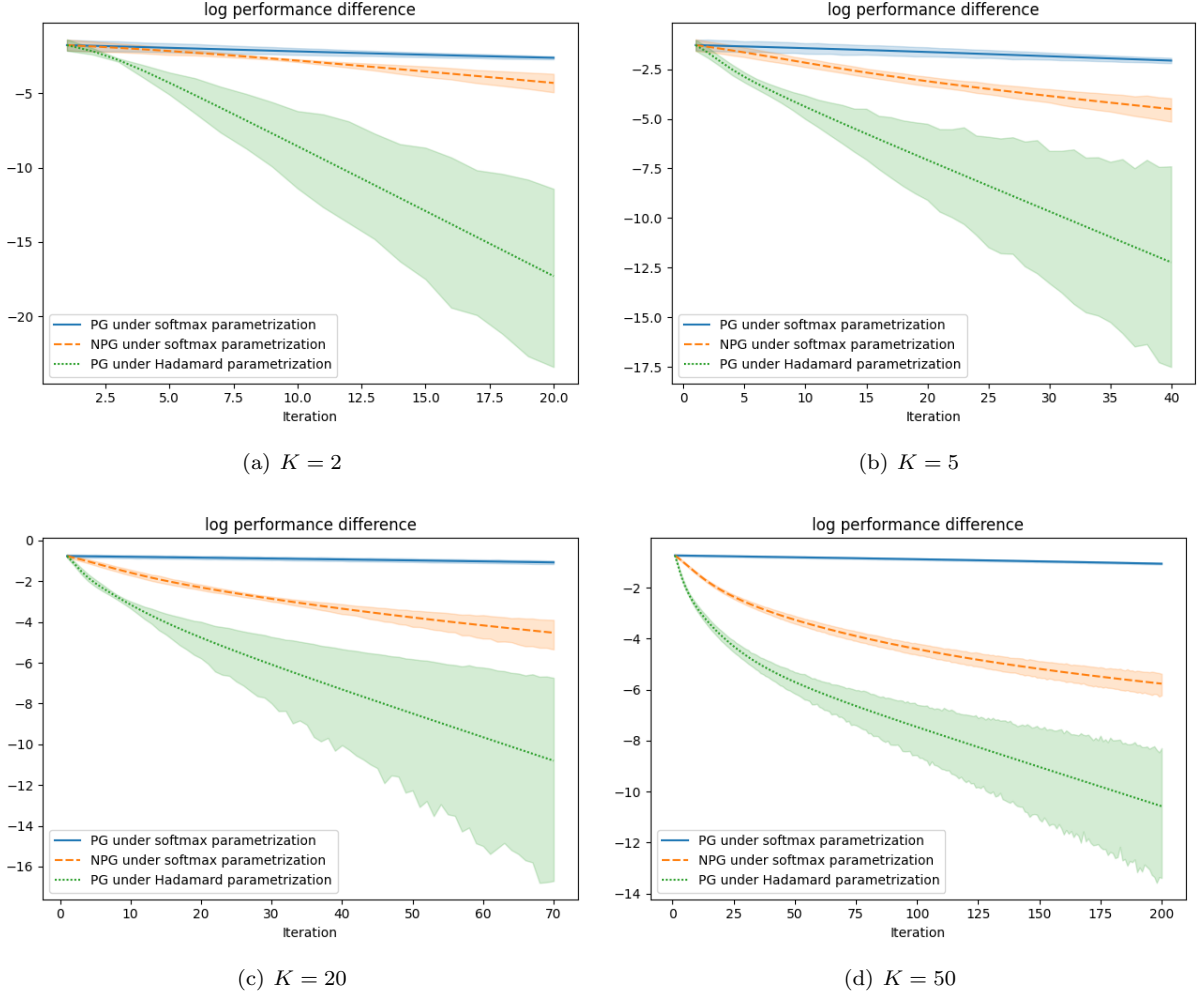 log performance difference
−5
−10
−15
−20
PG under softmax parametrization
NPG under softmax parametrization
PG under Hadamard parametrization
2.5 5.0 7.5 10.0 12.5 15.0 17.5 20.0
Iteration
(a) K = 2
log performance difference
−2.5
−5.0
−7.5
−10.0
−12.5
−15.0
−17.5
PG under softmax parametrization
NPG under softmax parametrization
PG under Hadamard parametrization
0 5 10 15 20 25 30 35 40
Iteration
(b) K = 5
log performance difference
0
−2
−4
−6
−8
−10
−12
−14
−16
PG under softmax parametrization
NPG under softmax parametrization
PG under Hadamard parametrization
0 10 20 30 40 50 60 70
Iteration
(c) K = 20
log performance difference
−2
−4
−6
−8
−10
−12
−14
PG under softmax parametrization
NPG under softmax parametrization
PG under Hadamard parametrization
0 25 50 75 100 125 150 175 200
Iteration
(d) K = 50